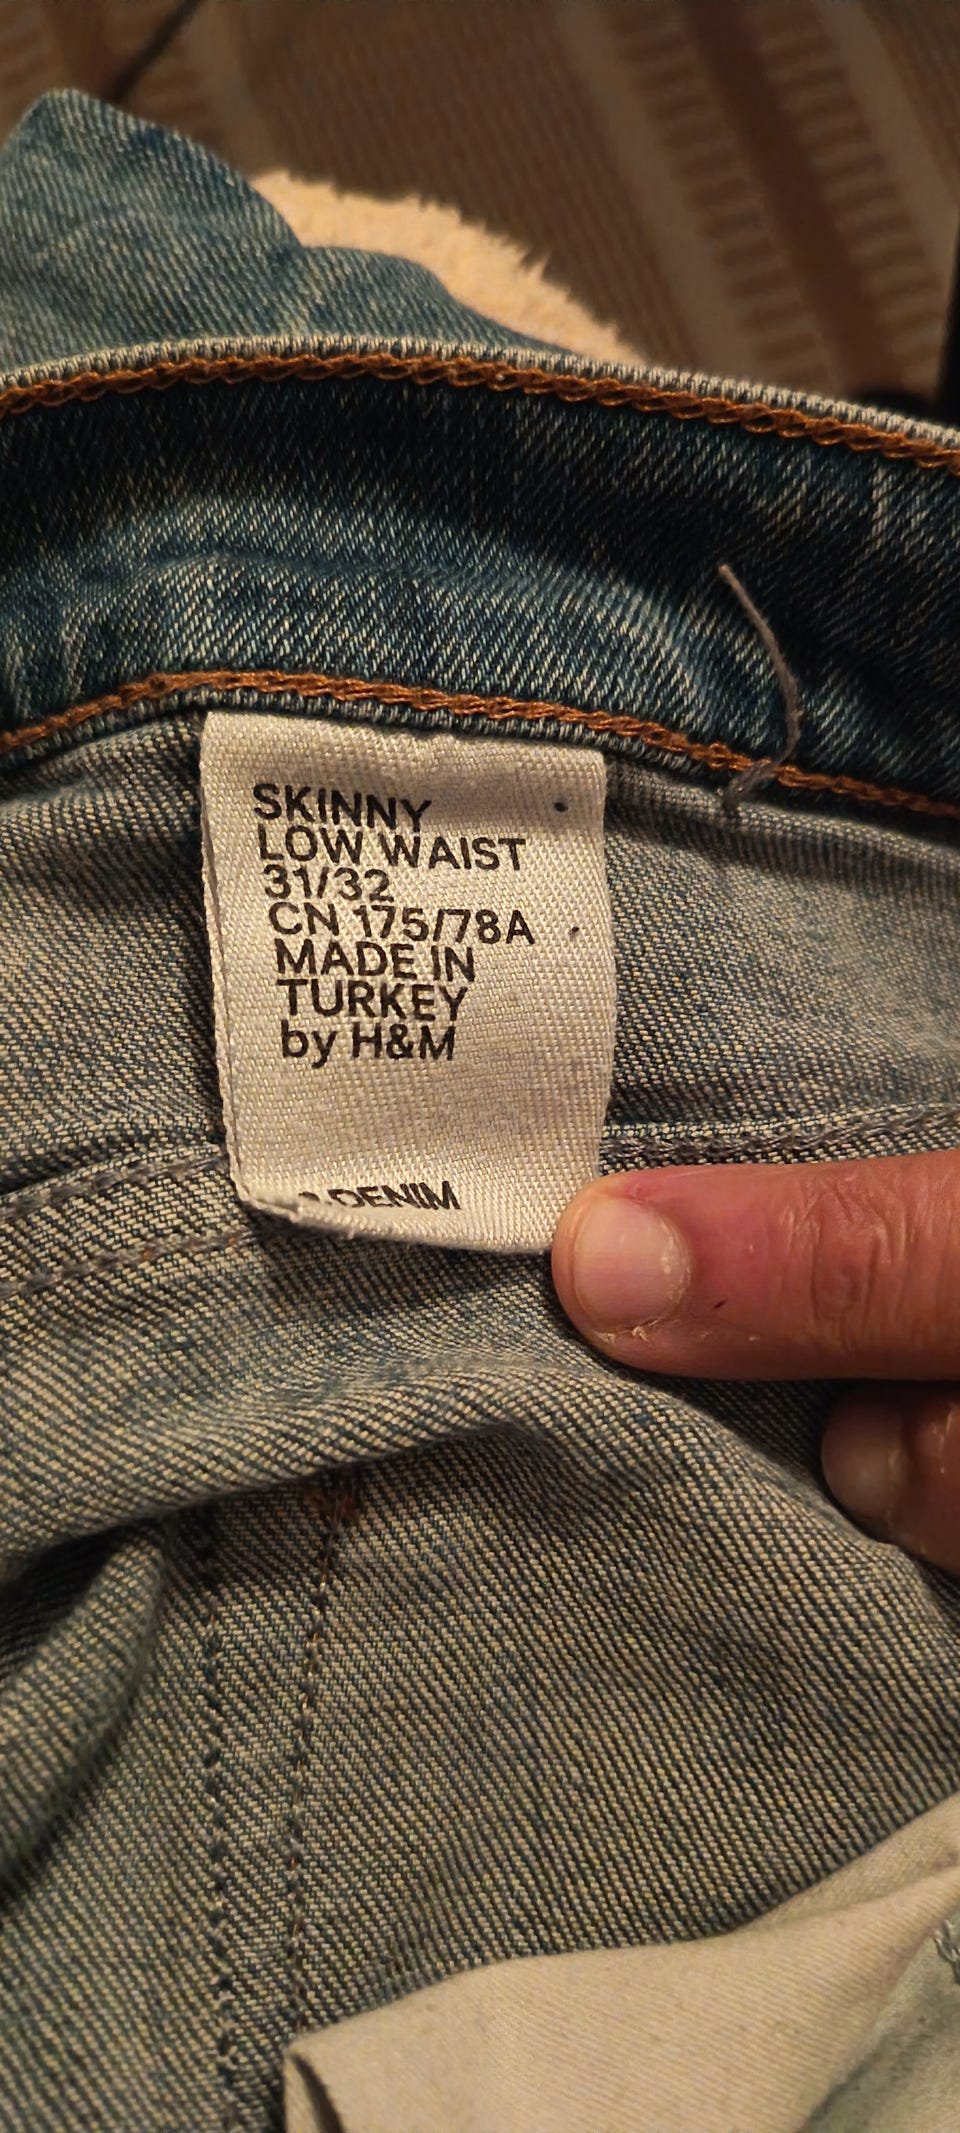 SKINNY
LOW WAIST
31/32
CN 175/78A
MADE IN
TURKEY
by H&M
DENIM